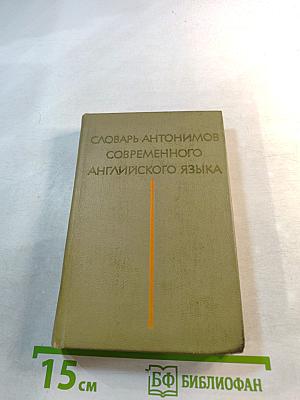 СЛОВАРЬ АНТОНИМОВ
СОВРЕМЕННОГО
АНГЛИЙСКОГО ЯЗЫКА
15 см
БФ БИБЛИОФАН